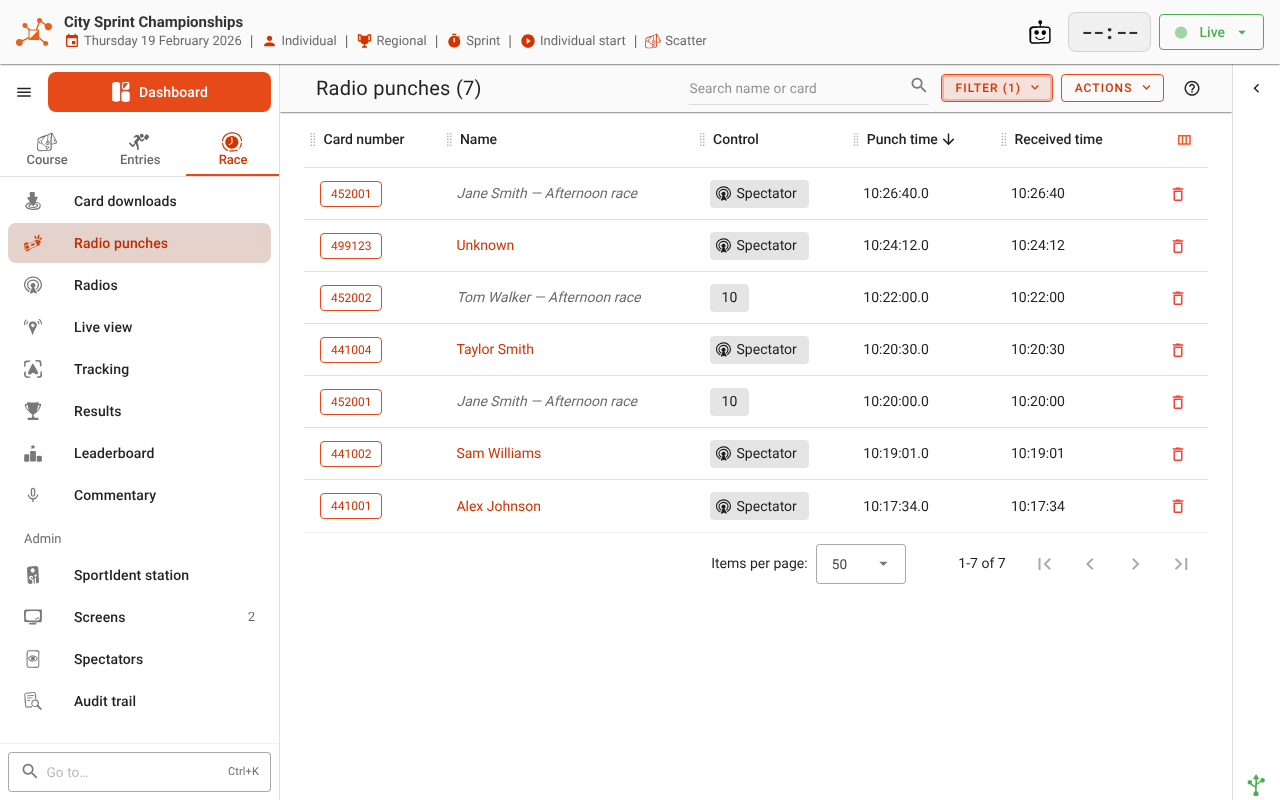 City Sprint Championships
Thursday 19 February 2026 | Individual | Regional | Sprint | Individual start | Scatter
--:--
Live
Dashboard
Radio punches (7)
Search name or card
FILTER (1)
ACTIONS
Course
Entries
Race
Card downloads
Radio punches
Radios
Live view
Tracking
Results
Leaderboard
Commentary
Admin
SportIdent station
Screens 2
Spectators
Audit trail
Go to... Ctrl+K
Card number Name Control Punch time Received time
452001 Jane Smith — Afternoon race Spectator 10:26:40.0 10:26:40
499123 Unknown Spectator 10:24:12.0 10:24:12
452002 Tom Walker — Afternoon race 10 10:22:00.0 10:22:00
441004 Taylor Smith Spectator 10:20:30.0 10:20:30
452001 Jane Smith — Afternoon race 10 10:20:00.0 10:20:00
441002 Sam Williams Spectator 10:19:01.0 10:19:01
441001 Alex Johnson Spectator 10:17:34.0 10:17:34
Items per page: 50 1-7 of 7